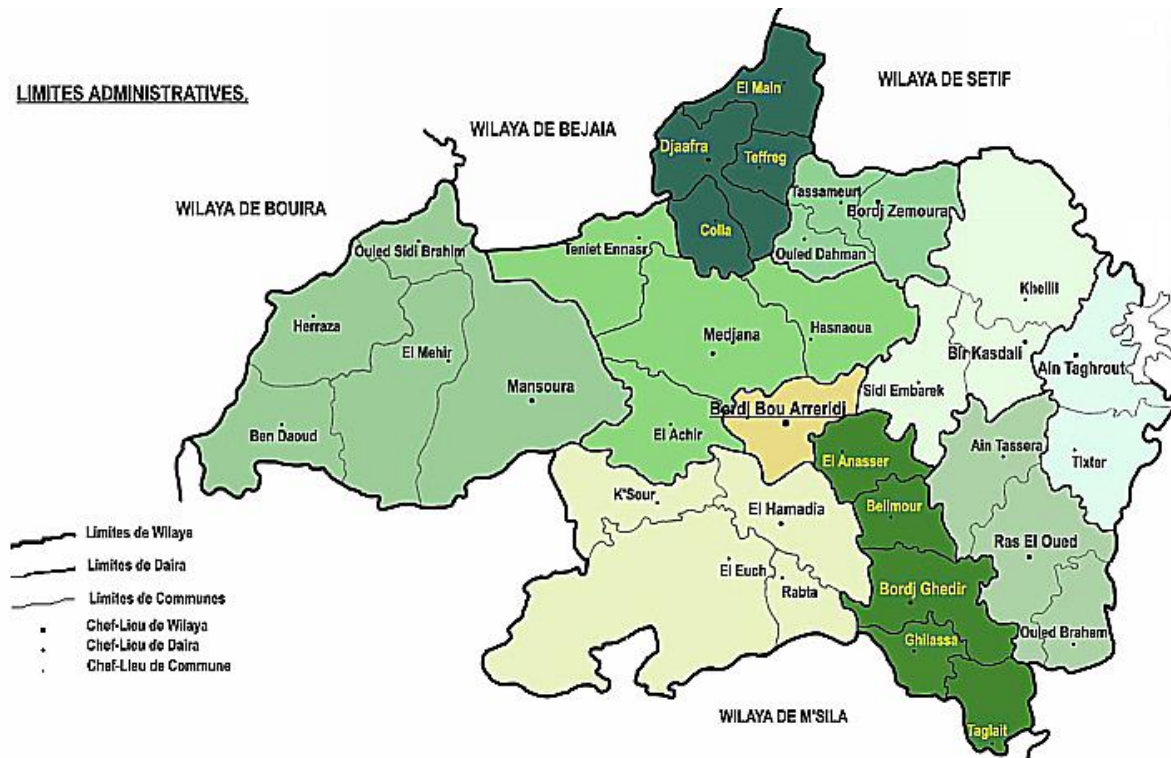 LIMITES ADMINISTRATIVES.
WILAYA DE SETIF
WILAYA DE BEJAIA
WILAYA DE BOUIRA
El Main
Djaafra
Teffreg
Colla
Tassameurt
Bordj Zemoura
Ouled Dahman
Teniet Ennasr
Ouled Sidi Brahim
Khellil
Herraza
El Mehir
Medjana
Hasnaoua
Bir Kasdali
Ain Taghrout
Mansoura
Sidi Embarek
Bordj Bou Arreridj
Ben Daoud
El Achir
El Anasser
Ain Tassera
Tixter
K'Sour
El Hamadia
Bellmour
Ras El Oued
El Euch
Rabta
Bordj Ghedir
Ghilassa
Ouled Brahem
Taglait
WILAYA DE M'SILA
Limites de Wilaya
Limites de Daira
Limites de Communes
Chef-Lieu de Wilaya
Chef-Lieu de Daira
Chef-Lieu de Commune